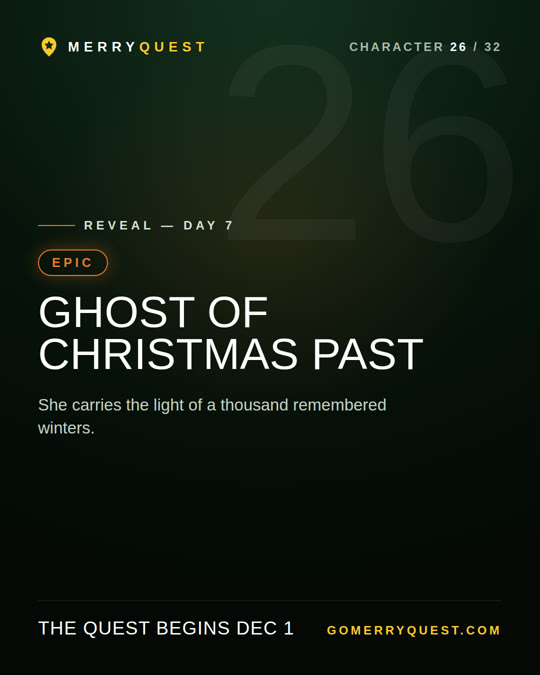 MERRYQUEST
CHARACTER 26 / 32
26
REVEAL — DAY 7
EPIC
GHOST OF
CHRISTMAS PAST
She carries the light of a thousand remembered
winters.
THE QUEST BEGINS DEC 1
GOMERRYQUEST.COM